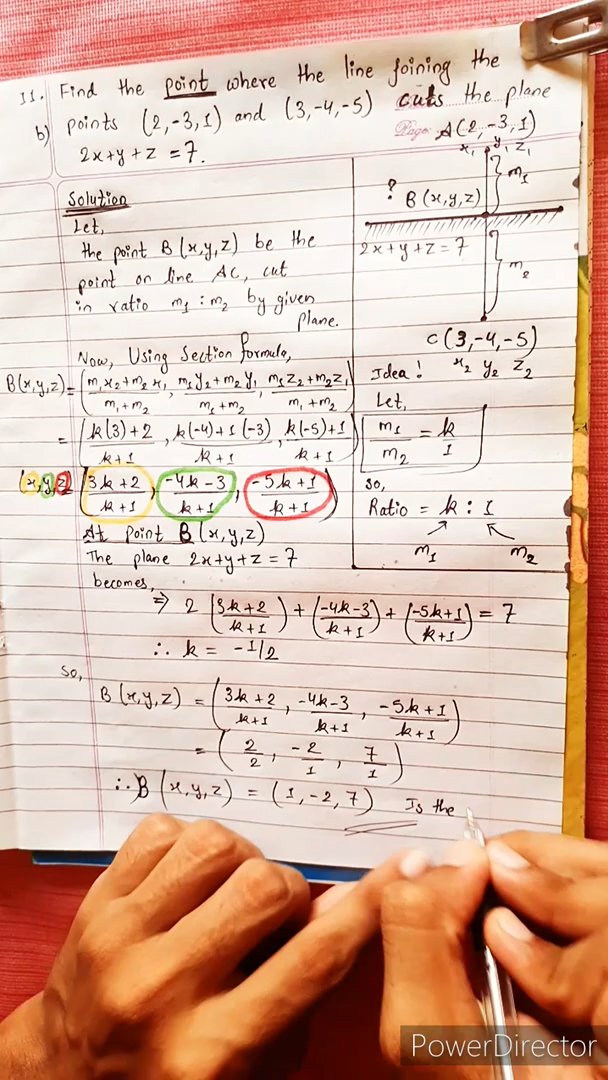 11. Find the point where the line joining the
b) points (2,-3,1) and (3,-4,-5) cuts the plane
2x+y+z = 7.
Page:
A(2,-3,1)
x₁ y₁ z₁
m₁
? B(x,y,z)
2x+y+z = 7
m₂
C(3,-4,-5)
x₂ y₂ z₂
Idea!
Let,
m₁/m₂ = k/1
so,
Ratio = k : 1
m₁ m₂
Solution
Let,
the point B(x,y,z) be the
point on line AC, cut
in ratio m₁ : m₂ by given
plane.
Now, Using Section formula,
B(x,y,z) = ((m₁x₂+m₂x₁)/(m₁+m₂), (m₁y₂+m₂y₁)/(m₁+m₂), (m₁z₂+m₂z₁)/(m₁+m₂))
= ((k(3)+2)/(k+1), (k(-4)+1(-3))/(k+1), (k(-5)+1)/(k+1))
(x,y,z) ((3k+2)/(k+1), (-4k-3)/(k+1), (-5k+1)/(k+1))
At point B(x,y,z)
The plane 2x+y+z = 7
becomes,
⇒ 2((3k+2)/(k+1)) + ((-4k-3)/(k+1)) + ((-5k+1)/(k+1)) = 7
∴ k = -1/2
So,
B(x,y,z) = ((3k+2)/(k+1), (-4k-3)/(k+1), (-5k+1)/(k+1))
= (2/2, -2/1, 7/1)
∴ B(x,y,z) = (1,-2,7) Is the
PowerDirector